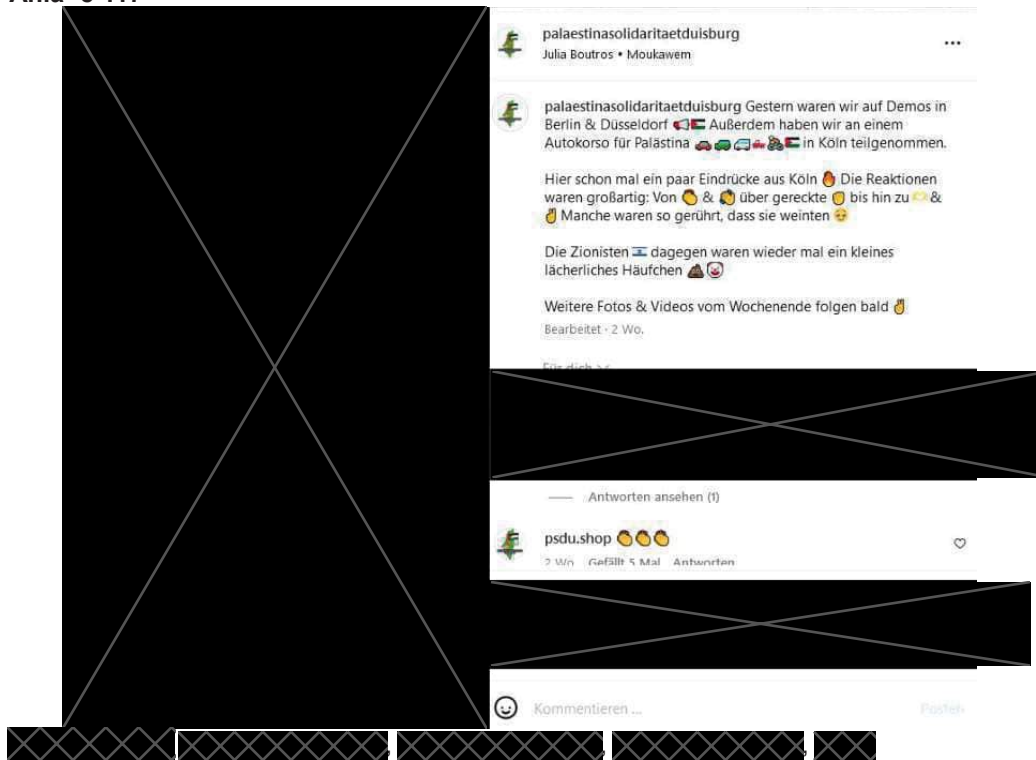 palaestinasolidaritaetduisburg
Julia Boutros • Moukawem
palaestinasolidaritaetduisburg Gestern waren wir auf Demos in
Berlin & Düsseldorf Außerdem haben wir an einem
Autokorso für Palästina in Köln teilgenommen.
Hier schon mal ein paar Eindrücke aus Köln Die Reaktionen
waren großartig: Von & über gereckte bis hin zu &
Manche waren so gerührt, dass sie weinten
Die Zionisten dagegen waren wieder mal ein kleines
lächerliches Häufchen
Weitere Fotos & Videos vom Wochenende folgen bald
Bearbeitet · 2 Wo.
Für dich
Antworten ansehen (1)
psdu.shop
2 Wo. Gefällt 5 Mal Antworten
Kommentieren ...
Posten